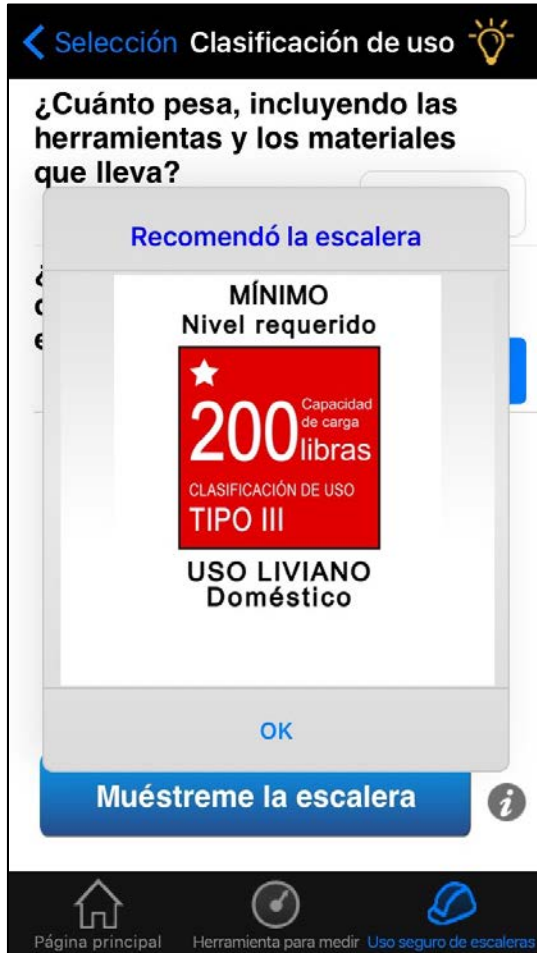 Selección Clasificación de uso
¿Cuánto pesa, incluyendo las
herramientas y los materiales
que lleva?
Recomendó la escalera
MÍNIMO
Nivel requerido
200 Capacidad
de carga
libras
CLASIFICACIÓN DE USO
TIPO III
USO LIVIANO
Doméstico
OK
Muéstreme la escalera
Página principal Herramienta para medir Uso seguro de escaleras